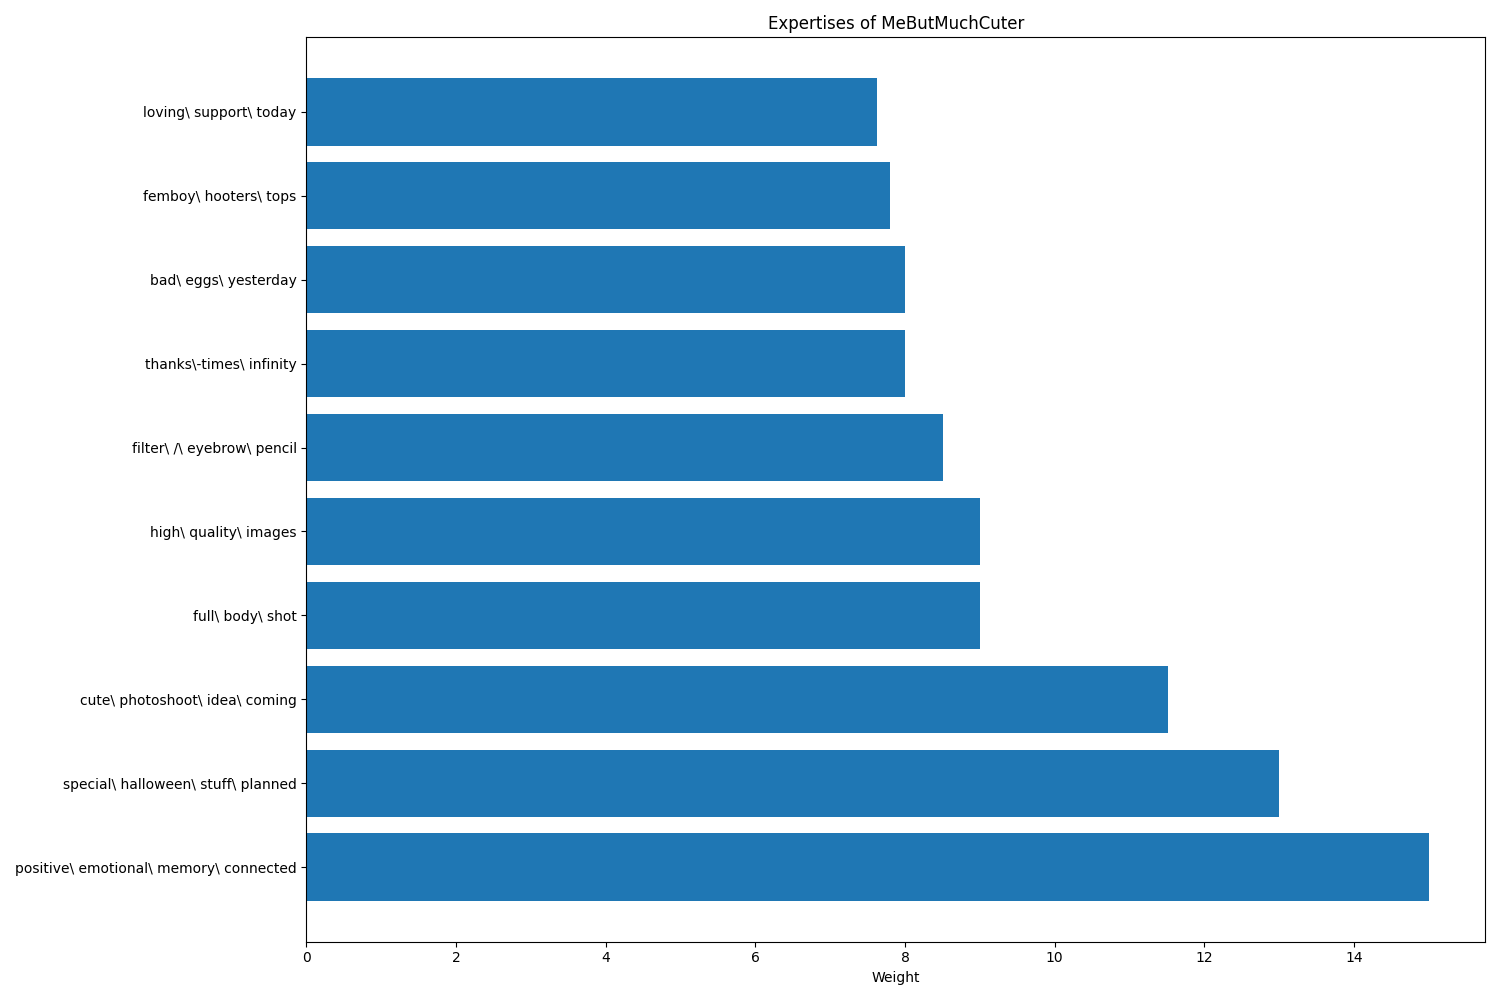 Expertises of MeButMuchCuter
loving\ support\ today
femboy\ hooters\ tops
bad\ eggs\ yesterday
thanks\-times\ infinity
filter\ /\ eyebrow\ pencil
high\ quality\ images
full\ body\ shot
cute\ photoshoot\ idea\ coming
special\ halloween\ stuff\ planned
positive\ emotional\ memory\ connected
0 2 4 6 8 10 12 14
Weight